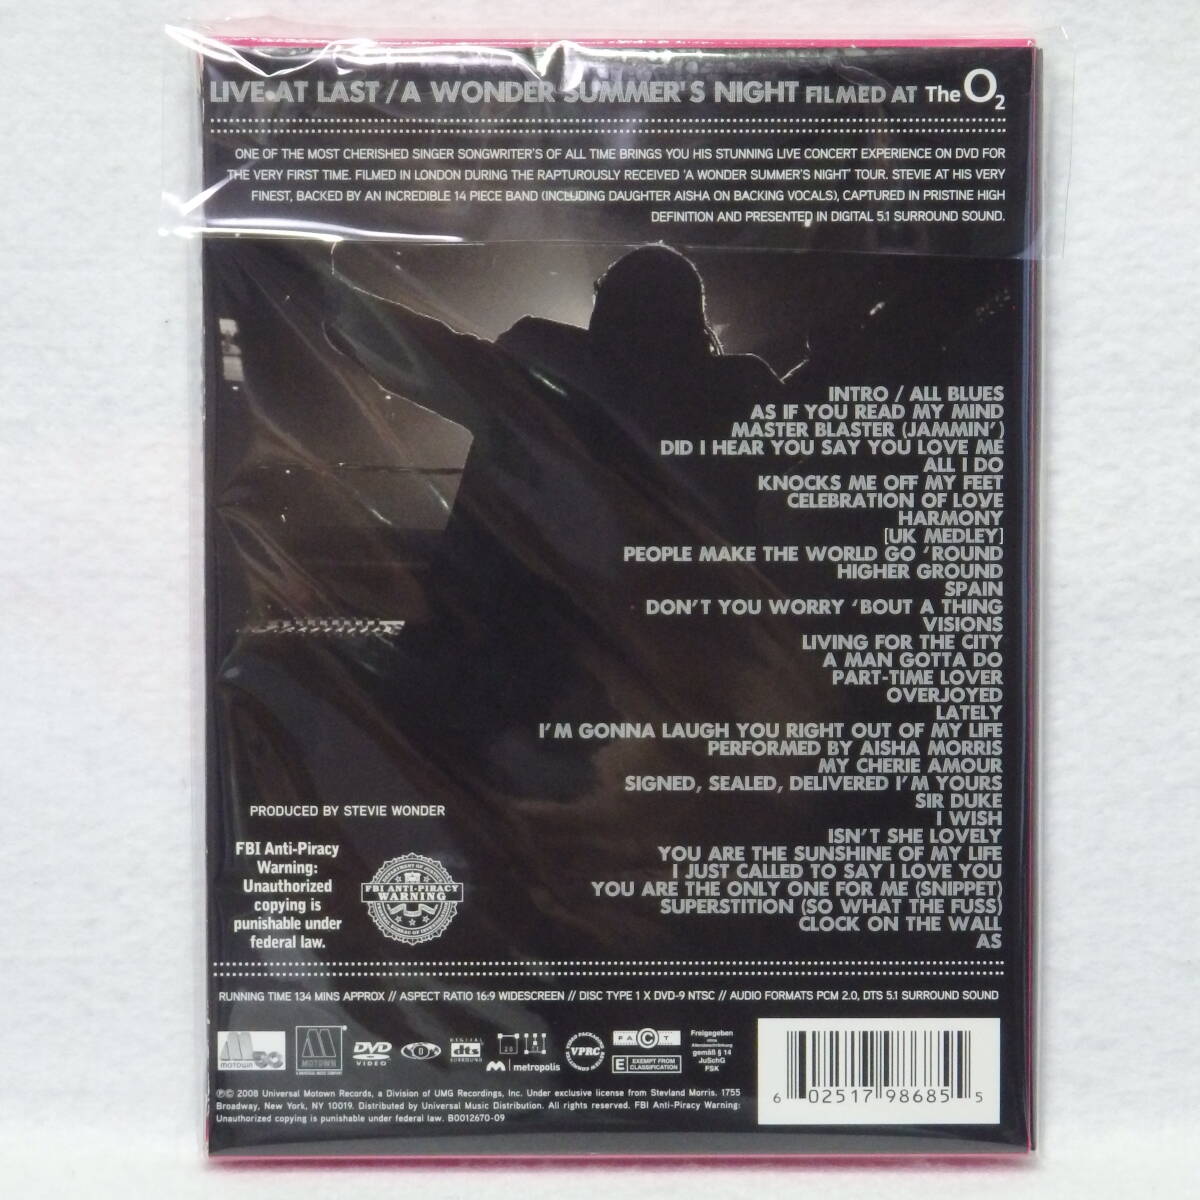 LIVE AT LAST / A WONDER SUMMER'S NIGHT FILMED AT The O2
ONE OF THE MOST CHERISHED SINGER SONGWRITER'S OF ALL TIME BRINGS YOU HIS STUNNING LIVE CONCERT EXPERIENCE ON DVD FOR
THE VERY FIRST TIME. FILMED IN LONDON DURING THE RAPTUROUSLY RECEIVED 'A WONDER SUMMER'S NIGHT' TOUR. STEVIE AT HIS VERY
FINEST, BACKED BY AN INCREDIBLE 14 PIECE BAND (INCLUDING DAUGHTER AISHA ON BACKING VOCALS), CAPTURED IN PRISTINE HIGH
DEFINITION AND PRESENTED IN DIGITAL 5.1 SURROUND SOUND.
INTRO / ALL BLUES
AS IF YOU READ MY MIND
MASTER BLASTER (JAMMIN')
DID I HEAR YOU SAY YOU LOVE ME
ALL I DO
KNOCKS ME OFF MY FEET
CELEBRATION OF LOVE
HARMONY
[UK MEDLEY]
PEOPLE MAKE THE WORLD GO 'ROUND
HIGHER GROUND
SPAIN
DON'T YOU WORRY 'BOUT A THING
VISIONS
LIVING FOR THE CITY
A MAN GOTTA DO
PART-TIME LOVER
OVERJOYED
LATELY
I'M GONNA LAUGH YOU RIGHT OUT OF MY LIFE
PERFORMED BY AISHA MORRIS
MY CHERIE AMOUR
SIGNED, SEALED, DELIVERED I'M YOURS
SIR DUKE
I WISH
ISN'T SHE LOVELY
YOU ARE THE SUNSHINE OF MY LIFE
I JUST CALLED TO SAY I LOVE YOU
YOU ARE THE ONLY ONE FOR ME (SNIPPET)
SUPERSTITION (SO WHAT THE FUSS)
CLOCK ON THE WALL
AS
PRODUCED BY STEVIE WONDER
FBI Anti-Piracy
Warning:
Unauthorized
copying is
punishable under
federal law.
FBI ANTI-PIRACY
WARNING
RUNNING TIME 134 MINS APPROX // ASPECT RATIO 16:9 WIDESCREEN // DISC TYPE 1 X DVD-9 NTSC // AUDIO FORMATS PCM 2.0, DTS 5.1 SURROUND SOUND
motown
MOTOWN
DVD
VIDEO
DIGITAL
dts
SURROUND
metropolis
VPRC
FACT
E EXEMPT FROM
CLASSIFICATION
Freigegeben
ohne
Altersbeschränkung
gemäß § 14
JuSchG
FSK
℗© 2008 Universal Motown Records, a Division of UMG Recordings, Inc. Under exclusive license from Stevland Morris. 1755
Broadway, New York, NY 10019. Distributed by Universal Music Distribution. All rights reserved. FBI Anti-Piracy Warning:
Unauthorized copying is punishable under federal law. B0012670-09
6 02517 98685 5